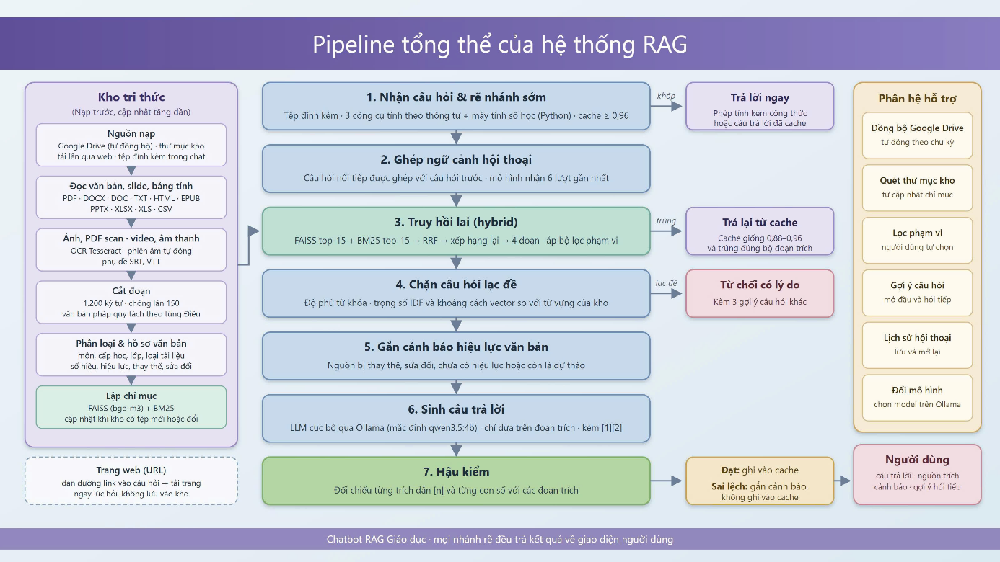 Pipeline tổng thể của hệ thống RAG
Kho tri thức
(Nạp trước, cập nhật tăng dần)
Nguồn nạp
Google Drive (tự đồng bộ) · thư mục kho
tải lên qua web · tệp đính kèm trong chat
Đọc văn bản, slide, bảng tính
PDF · DOCX · DOC · TXT · HTML · EPUB
PPTX · XLSX · XLS · CSV
Ảnh, PDF scan · video, âm thanh
OCR Tesseract · phiên âm tự động
phụ đề SRT, VTT
Cắt đoạn
1.200 ký tự · chồng lấn 150
văn bản pháp quy tách theo từng Điều
Phân loại & hồ sơ văn bản
môn, cấp học, lớp, loại tài liệu
số hiệu, hiệu lực, thay thế, sửa đổi
Lập chỉ mục
FAISS (bge-m3) + BM25
cập nhật khi kho có tệp mới hoặc đổi
Trang web (URL)
dán đường link vào câu hỏi → tải trang
ngay lúc hỏi, không lưu vào kho
1. Nhận câu hỏi & rẽ nhánh sớm
Tệp đính kèm · 3 công cụ tính theo thông tư + máy tính số học (Python) · cache ≥ 0,96
khớp
Trả lời ngay
Phép tính kèm công thức
hoặc câu trả lời đã cache
2. Ghép ngữ cảnh hội thoại
Câu hỏi nối tiếp được ghép với câu hỏi trước · mô hình nhận 6 lượt gần nhất
3. Truy hồi lai (hybrid)
FAISS top-15 + BM25 top-15 → RRF → xếp hạng lại → 4 đoạn · áp bộ lọc phạm vi
trùng
Trả lại từ cache
Cache giống 0,88–0,96
và trùng đúng bộ đoạn trích
4. Chặn câu hỏi lạc đề
Độ phủ từ khóa · trọng số IDF và khoảng cách vector so với từ vựng của kho
lạc đề
Từ chối có lý do
Kèm 3 gợi ý câu hỏi khác
5. Gắn cảnh báo hiệu lực văn bản
Nguồn bị thay thế, sửa đổi, chưa có hiệu lực hoặc còn là dự thảo
6. Sinh câu trả lời
LLM cục bộ qua Ollama (mặc định qwen3.5:4b) · chỉ dựa trên đoạn trích · kèm [1][2]
7. Hậu kiểm
Đối chiếu từng trích dẫn [n] và từng con số với các đoạn trích
Đạt: ghi vào cache
Sai lệch: gắn cảnh báo,
không ghi vào cache
Phân hệ hỗ trợ
Đồng bộ Google Drive
tự động theo chu kỳ
Quét thư mục kho
tự cập nhật chỉ mục
Lọc phạm vi
người dùng tự chọn
Gợi ý câu hỏi
mở đầu và hỏi tiếp
Lịch sử hội thoại
lưu và mở lại
Đổi mô hình
chọn model trên Ollama
Người dùng
câu trả lời · nguồn trích
cảnh báo · gợi ý hỏi tiếp
Chatbot RAG Giáo dục · mọi nhánh rẽ đều trả kết quả về giao diện người dùng